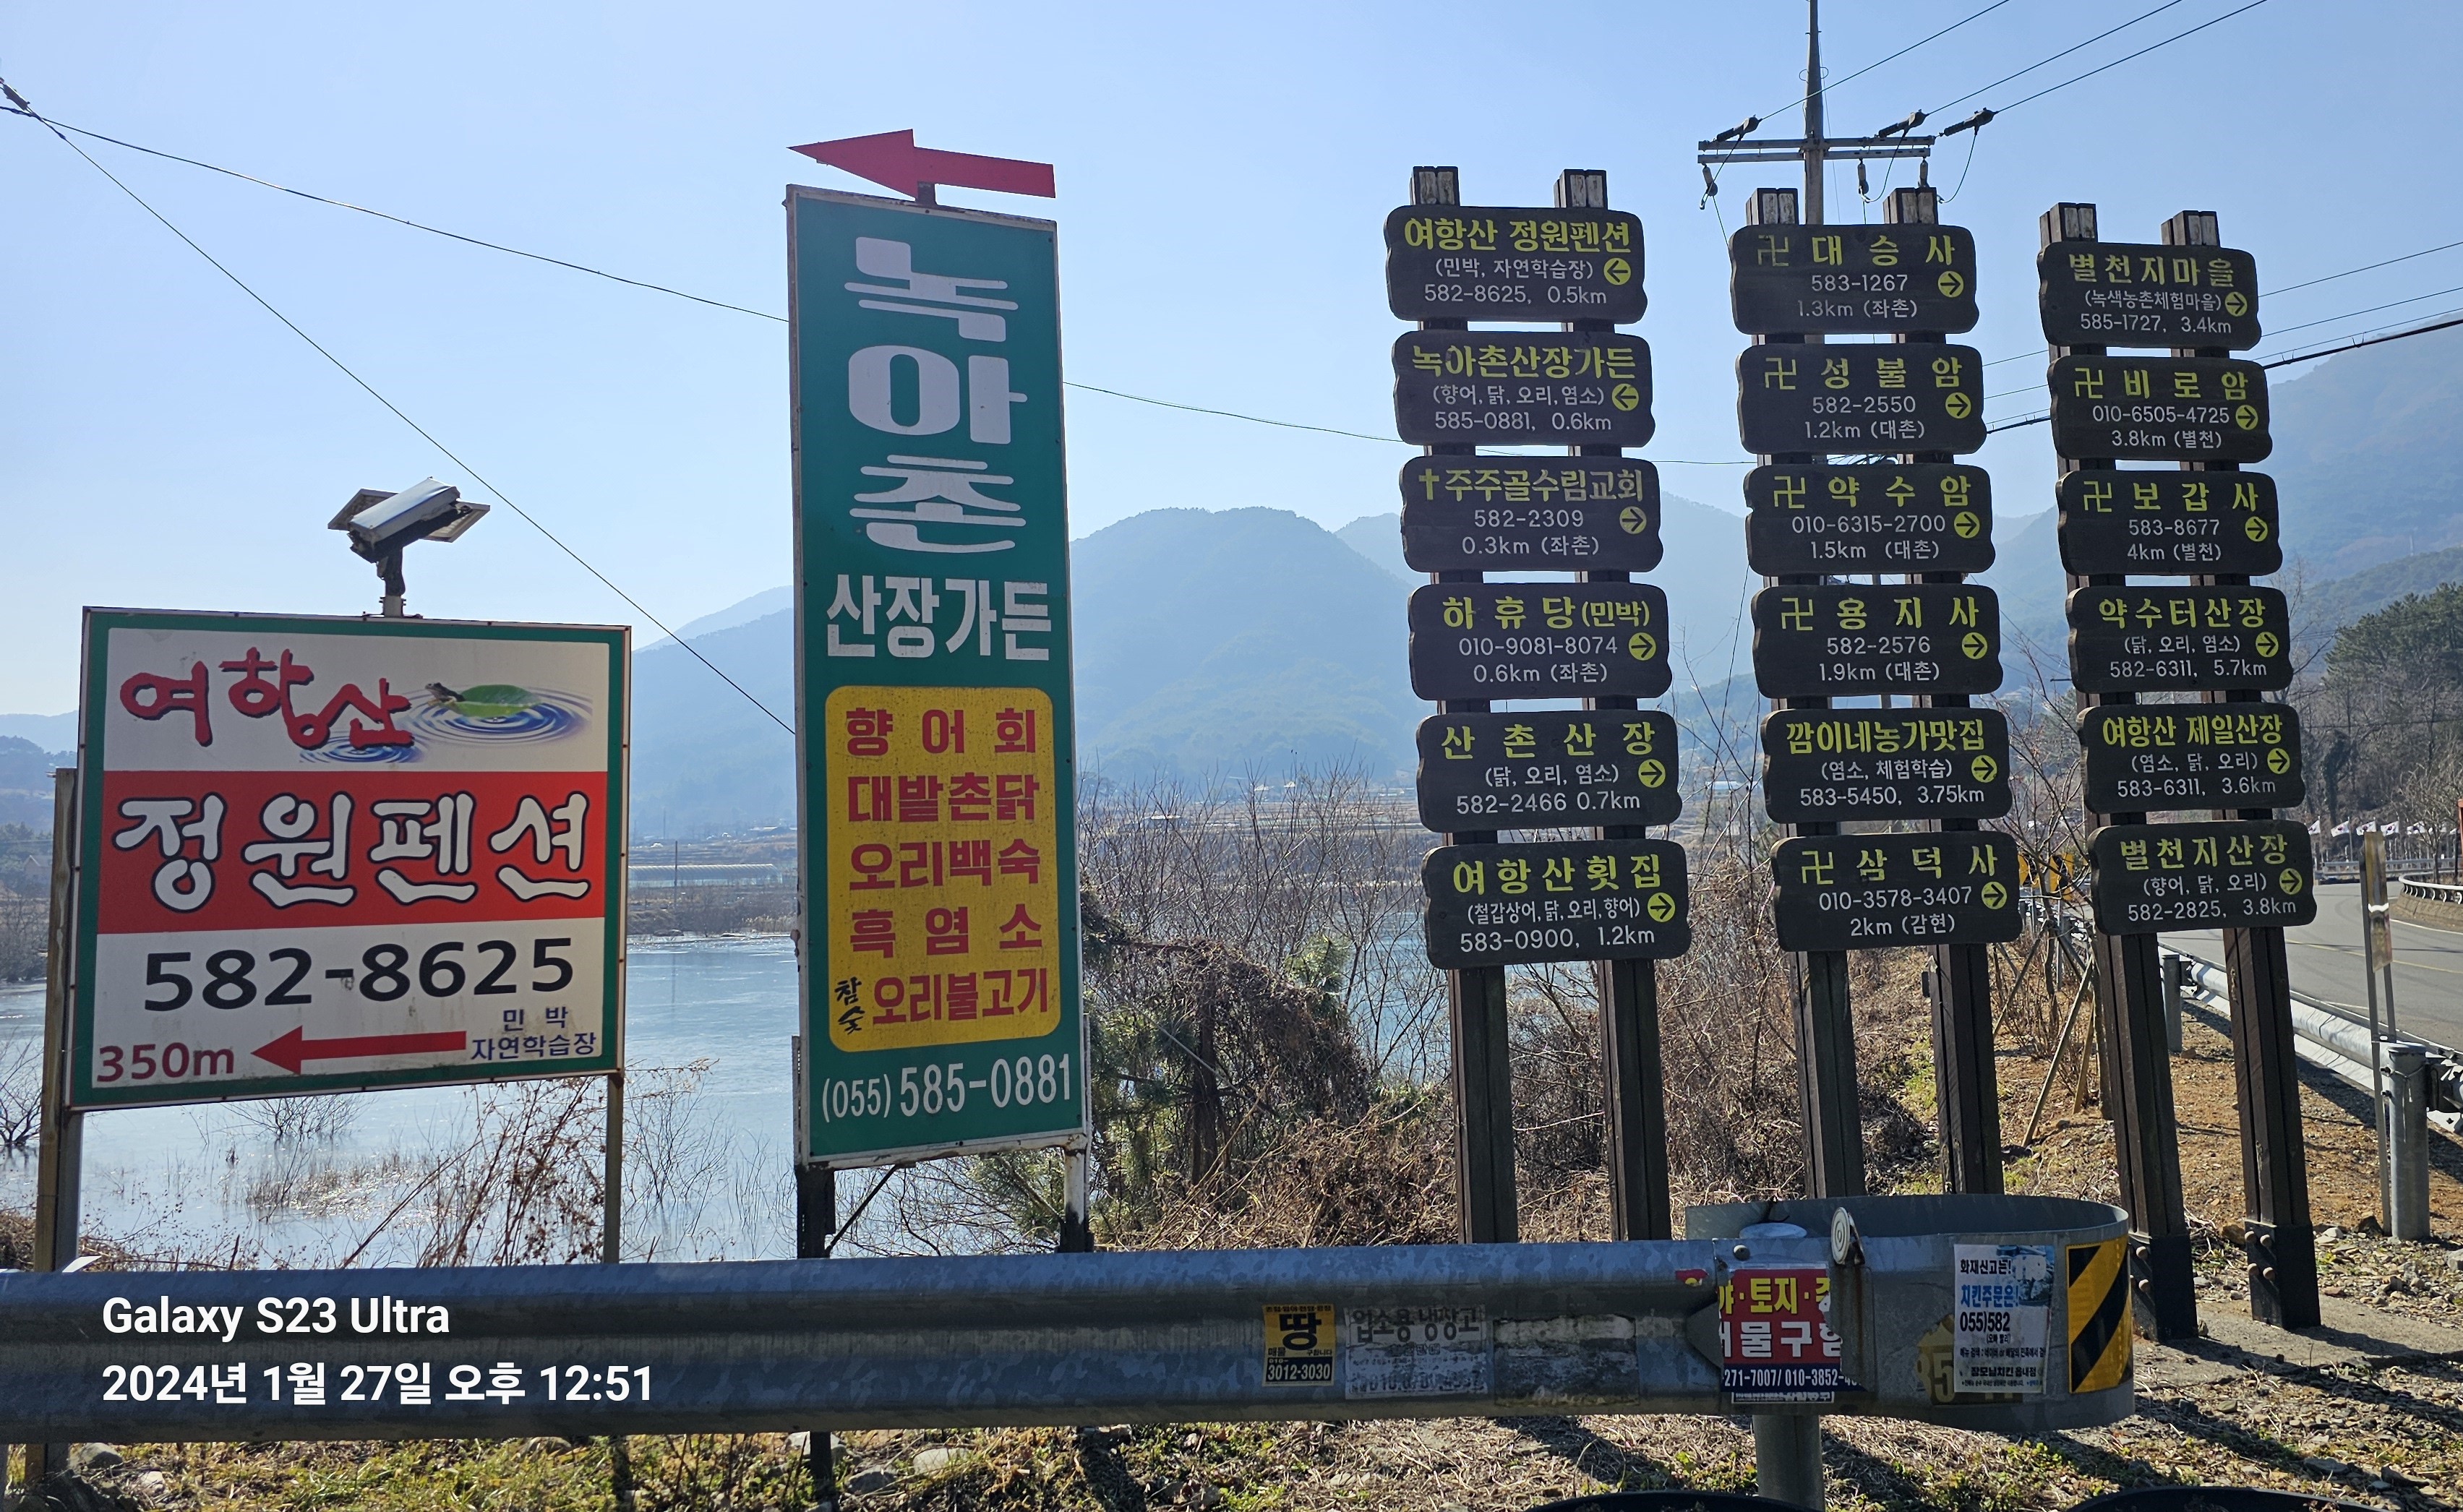 여항산
정원펜션
582-8625
민 박
350m
자연학습장
녹아촌
산장가든
향어회
대밭촌닭
오리백숙
흑염소
참숯 오리불고기
(055) 585-0881
여항산 정원펜션
(민박, 자연학습장)
582-8625, 0.5km
녹아촌산장가든
(향어, 닭, 오리, 염소)
585-0881, 0.6km
주주골수림교회
582-2309
0.3km (좌촌)
하 휴 당(민박)
010-9081-8074
0.6km (좌촌)
산 촌 산 장
(닭, 오리, 염소)
582-2466 0.7km
여항산횟집
(철갑상어,닭,오리,향어)
583-0900, 1.2km
卍 대 승 사
583-1267
1.3km (좌촌)
卍 성 불 암
582-2550
1.2km (대촌)
卍 약 수 암
010-6315-2700
1.5km (대촌)
卍 용 지 사
582-2576
1.9km (대촌)
깜이네농가맛집
(염소, 체험학습)
583-5450, 3.75km
卍 삼 덕 사
010-3578-3407
2km (감현)
별천지마을
(녹색농촌체험마을)
585-1727, 3.4km
卍 비 로 암
010-6505-4725
3.8km (별천)
卍 보 갑 사
583-8677
4km (별천)
약수터산장
(닭, 오리, 염소)
582-6311, 5.7km
여항산 제일산장
(염소, 닭, 오리)
583-6311, 3.6km
별천지산장
(향어, 닭, 오리)
582-2825, 3.8km
땅
매물
010-
3012-3030
업소용 냉장고
토지
물구함
271-7007/ 010-3852-
화재신고는!
치킨주문은!
055)582
Galaxy S23 Ultra
2024년 1월 27일 오후 12:51